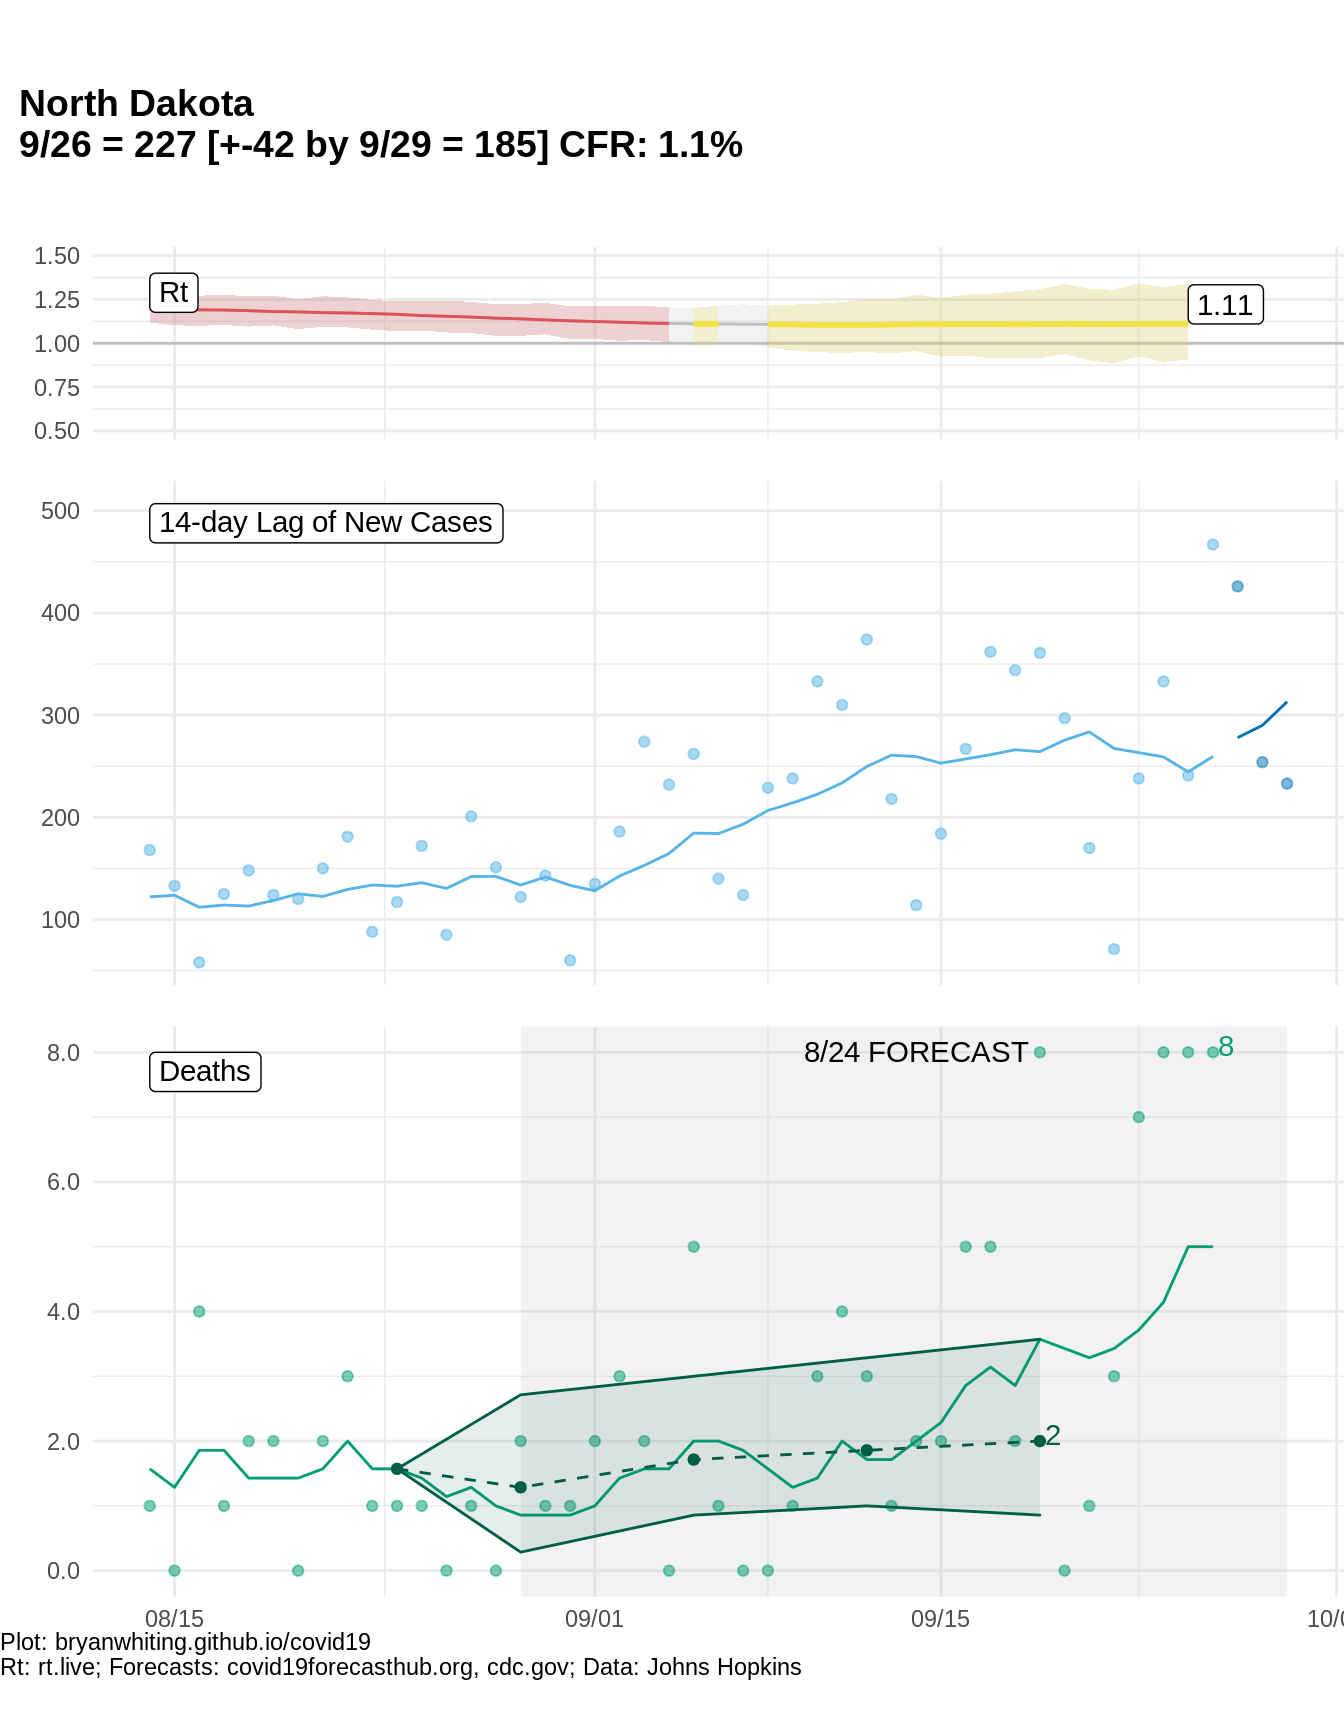 North Dakota
9/26 = 227 [+-42 by 9/29 = 185] CFR: 1.1%
1.50
Rt
1.25
1.11
1.00
0.75
0.50
500
14-day Lag of New Cases
400
300
200
100
8.0
Deaths
8/24 FORECAST
8
6.0
4.0
2.0
2
0.0
08/15 09/01 09/15 10/0
Plot: bryanwhiting.github.io/covid19
Rt: rt.live; Forecasts: covid19forecasthub.org, cdc.gov; Data: Johns Hopkins